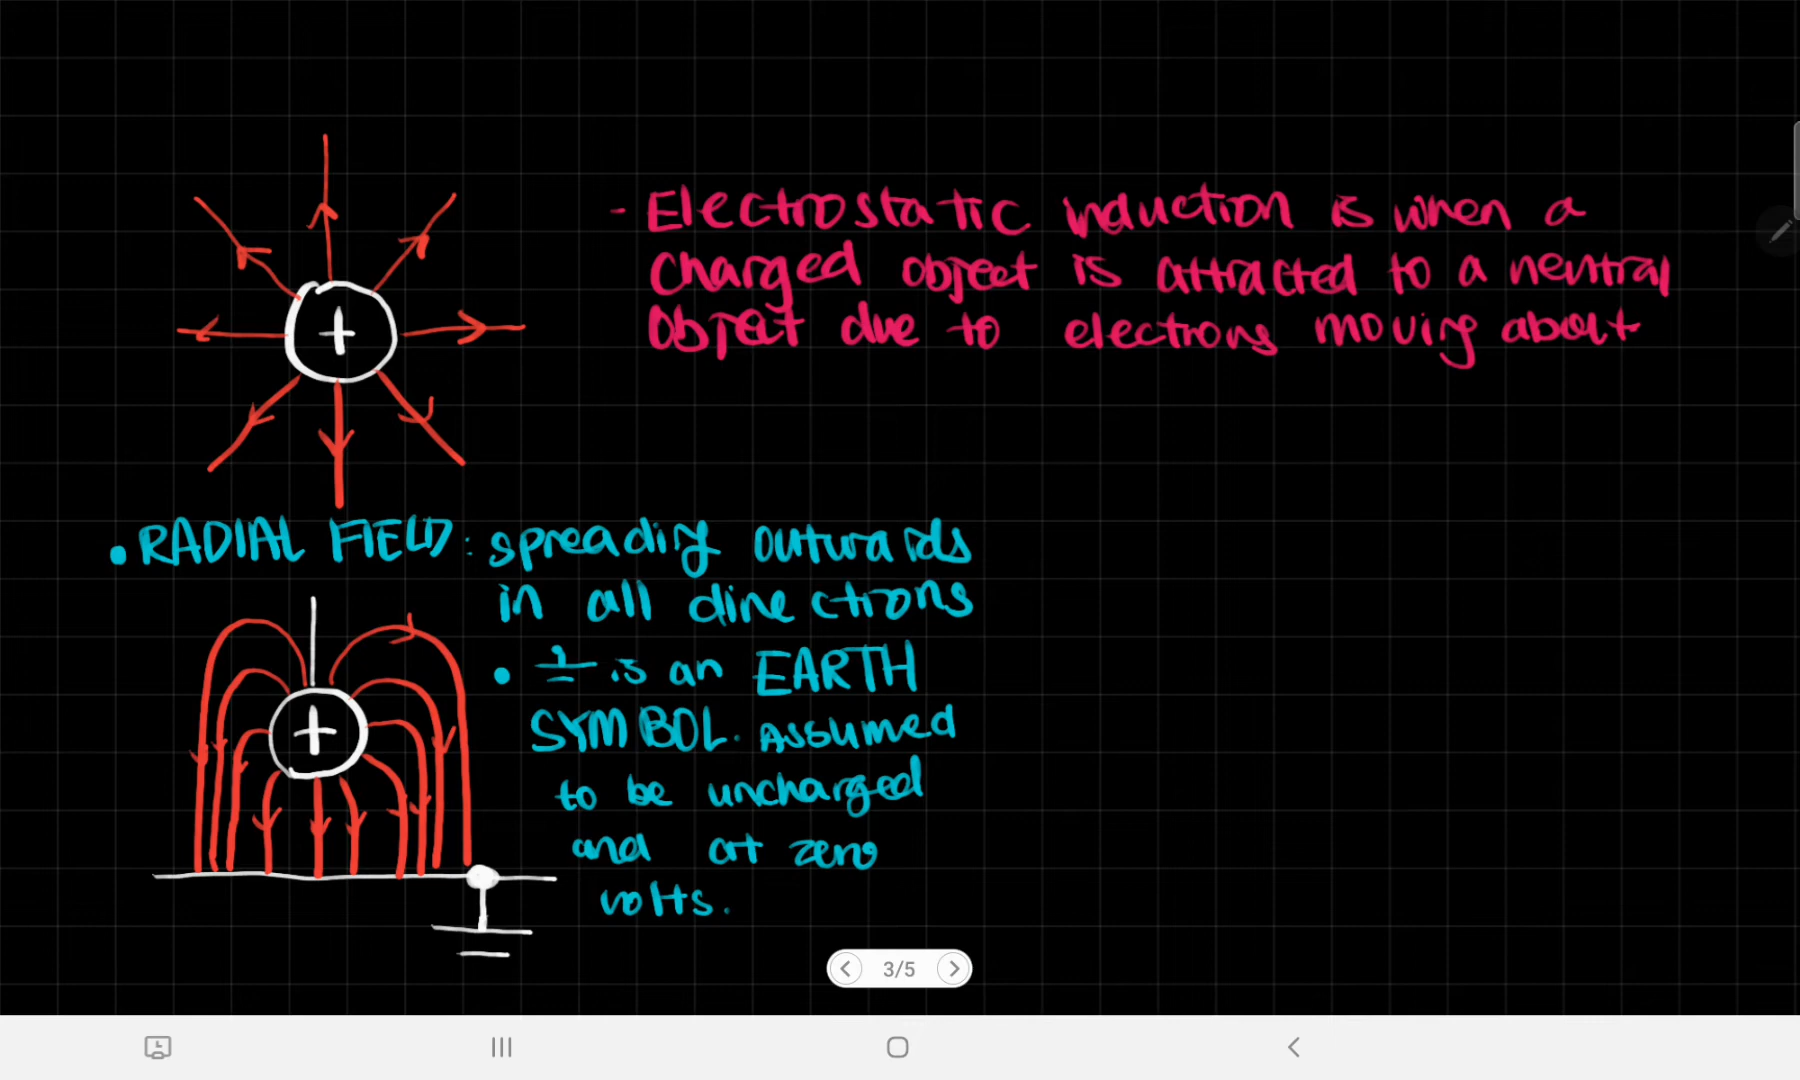 - Electrostatic induction is when a
charged object is attracted to a neutral
object due to electrons moving about
+
• RADIAL FIELD: spreading outwards
in all directions
• ⏚ is an EARTH
SYMBOL. Assumed
to be uncharged
and at zero
volts.
+
3/5